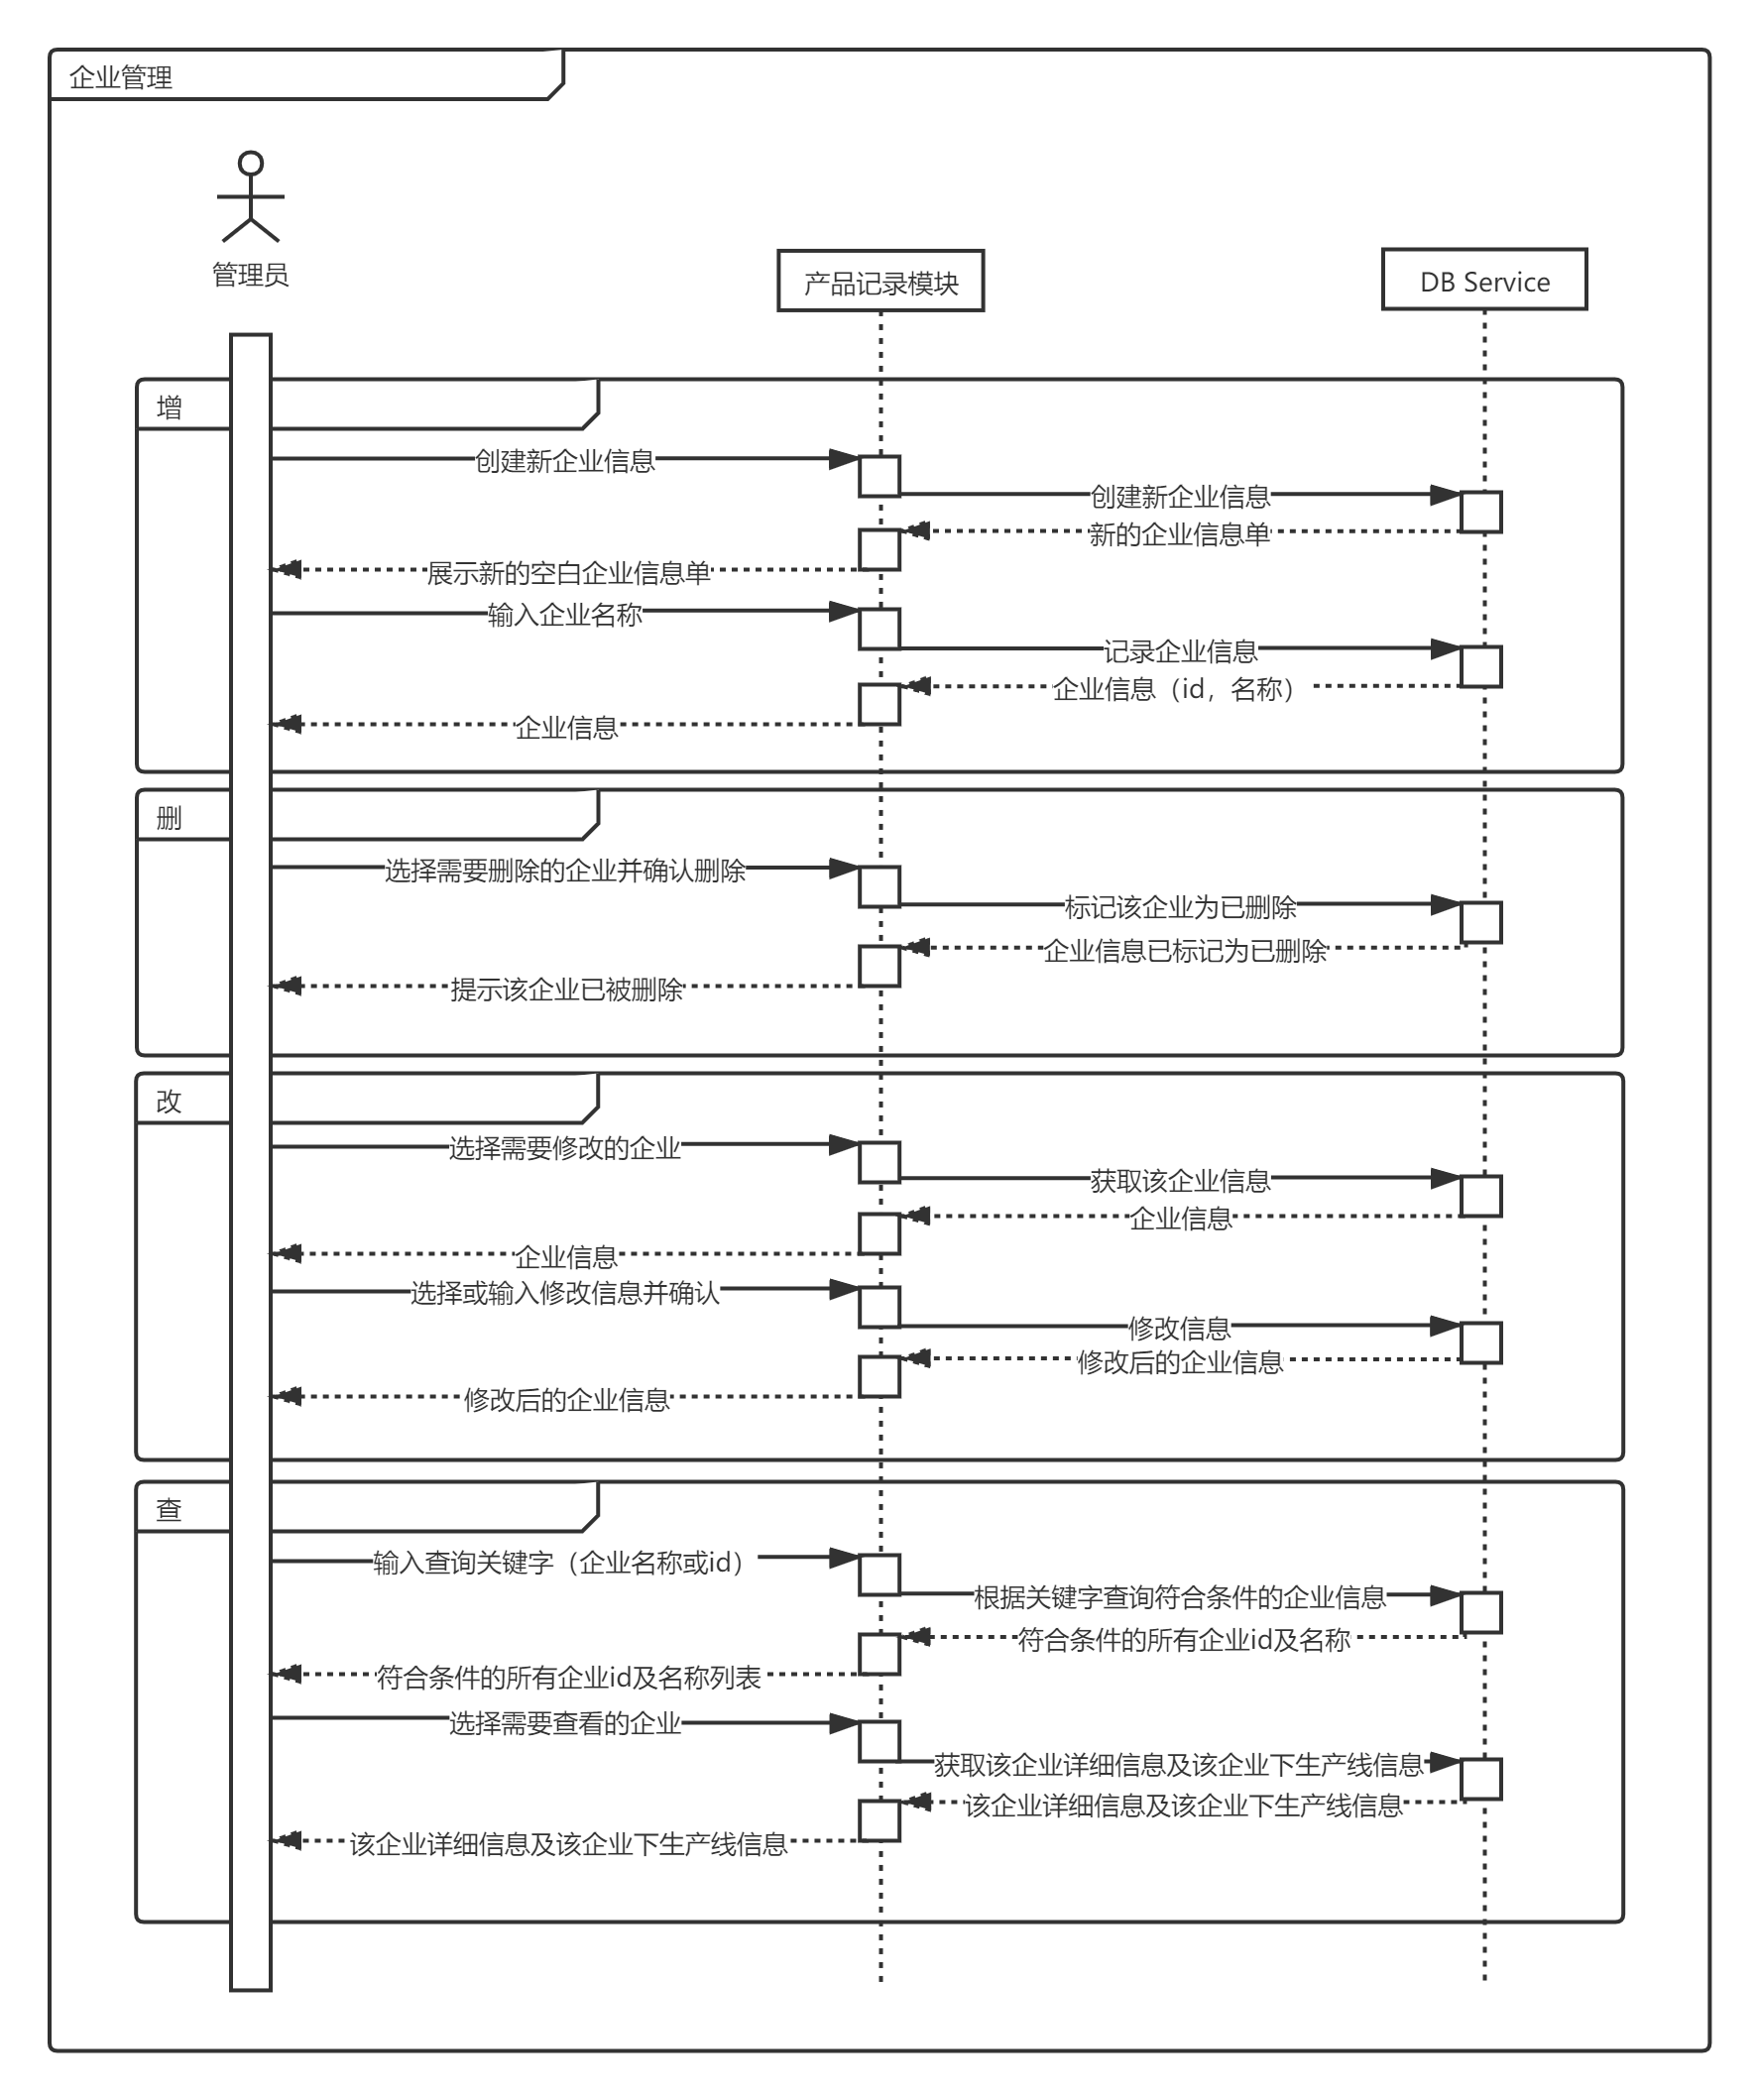 企业管理
管理员
产品记录模块
DB Service
增
创建新企业信息
创建新企业信息
新的企业信息单
展示新的空白企业信息单
输入企业名称
记录企业信息
企业信息（id，名称）
企业信息
删
选择需要删除的企业并确认删除
标记该企业为已删除
企业信息已标记为已删除
提示该企业已被删除
改
选择需要修改的企业
获取该企业信息
企业信息
企业信息
选择或输入修改信息并确认
修改信息
修改后的企业信息
修改后的企业信息
查
输入查询关键字（企业名称或id）
根据关键字查询符合条件的企业信息
符合条件的所有企业id及名称
符合条件的所有企业id及名称列表
选择需要查看的企业
获取该企业详细信息及该企业下生产线信息
该企业详细信息及该企业下生产线信息
该企业详细信息及该企业下生产线信息